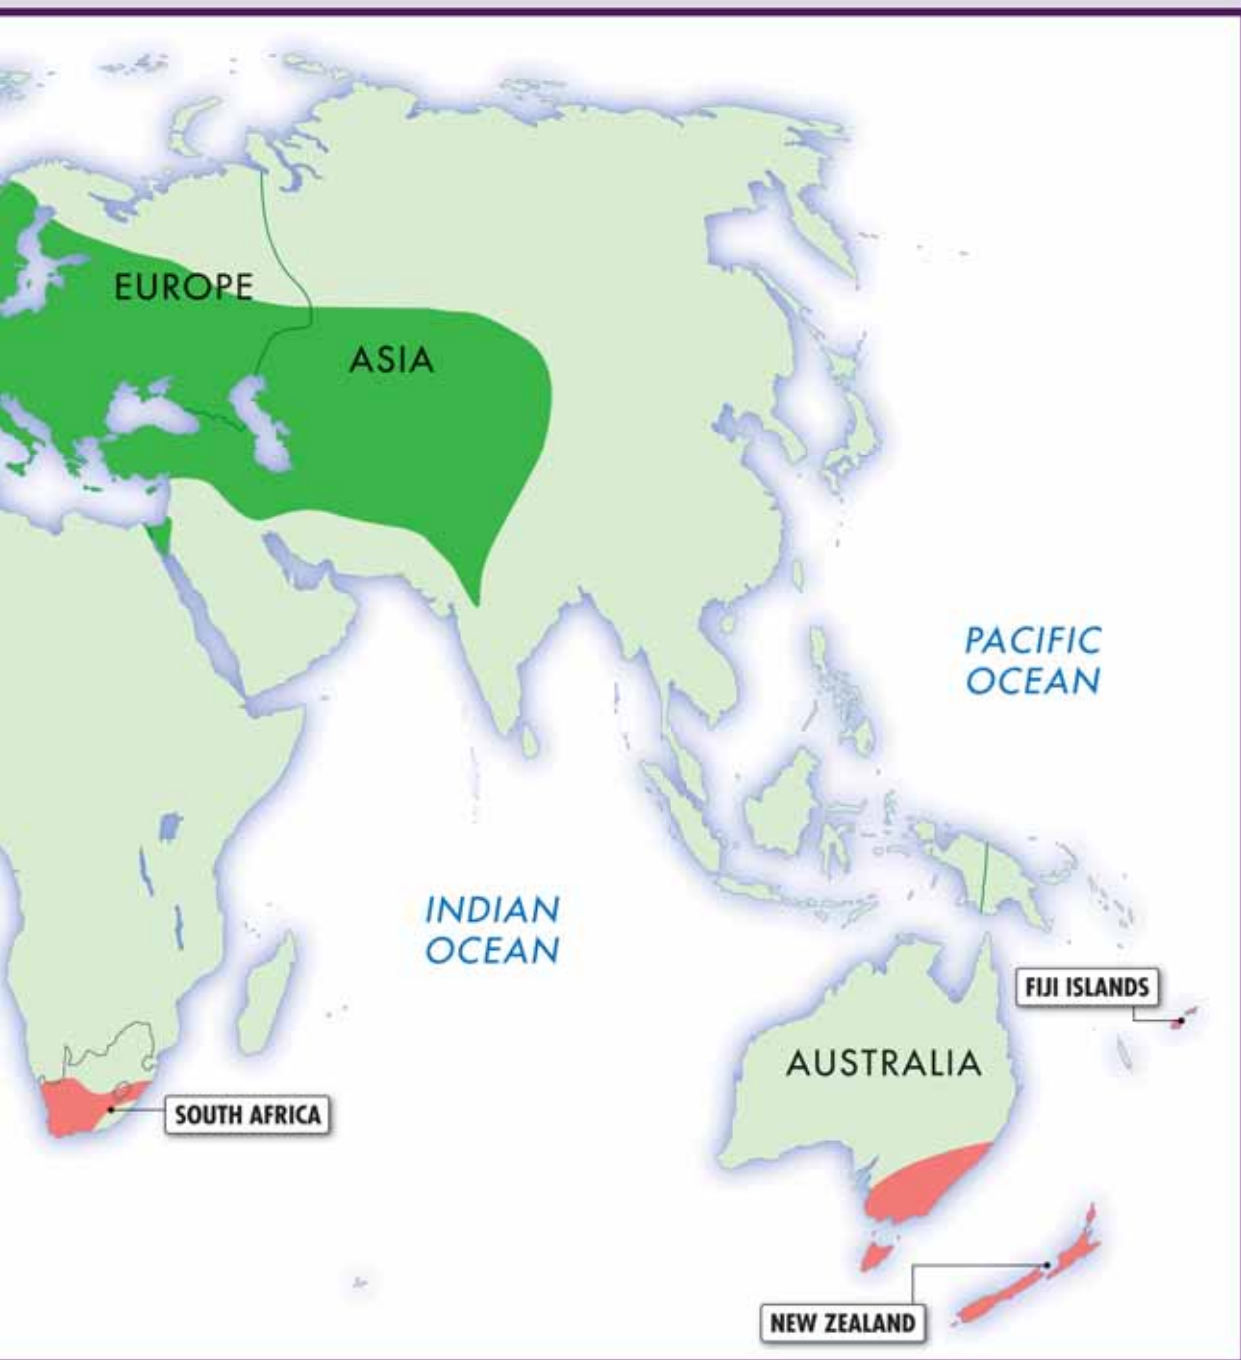 EUROPE
ASIA
PACIFIC
OCEAN
INDIAN
OCEAN
FIJI ISLANDS
AUSTRALIA
SOUTH AFRICA
NEW ZEALAND